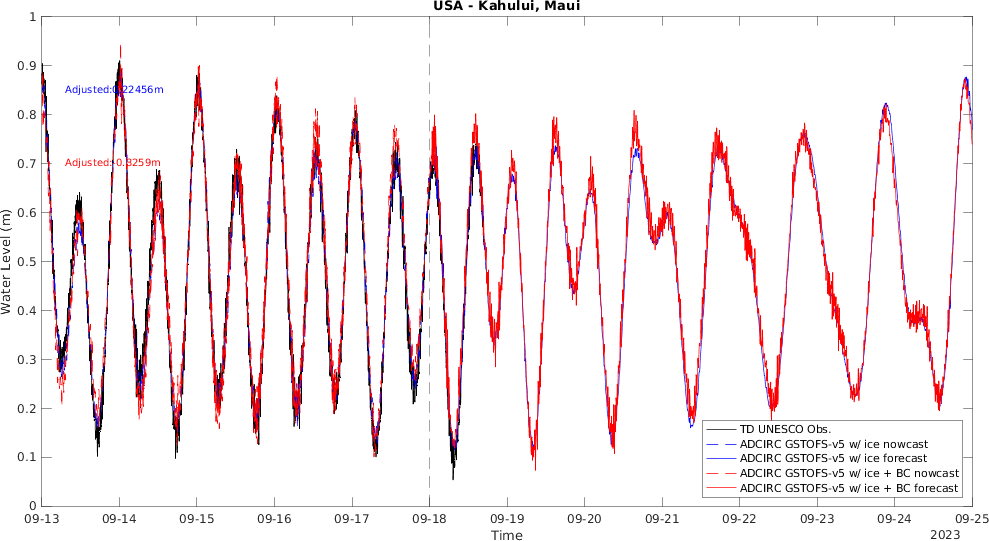 USA - Kahului, Maui
Water Level (m)
1
0.9
0.8
0.7
0.6
0.5
0.4
0.3
0.2
0.1
0
Adjusted:0.22456m
TD UNESCO Obs.
ADCIRC GSTOFS-v5 w/ ice nowcast
ADCIRC GSTOFS-v5 w/ ice forecast
ADCIRC GSTOFS-v5 w/ ice + BC nowcast
ADCIRC GSTOFS-v5 w/ ice + BC forecast
09-13 09-14 09-15 09-16 09-17 09-18 09-19 09-20 09-21 09-22 09-23 09-24 09-25
Time
2023